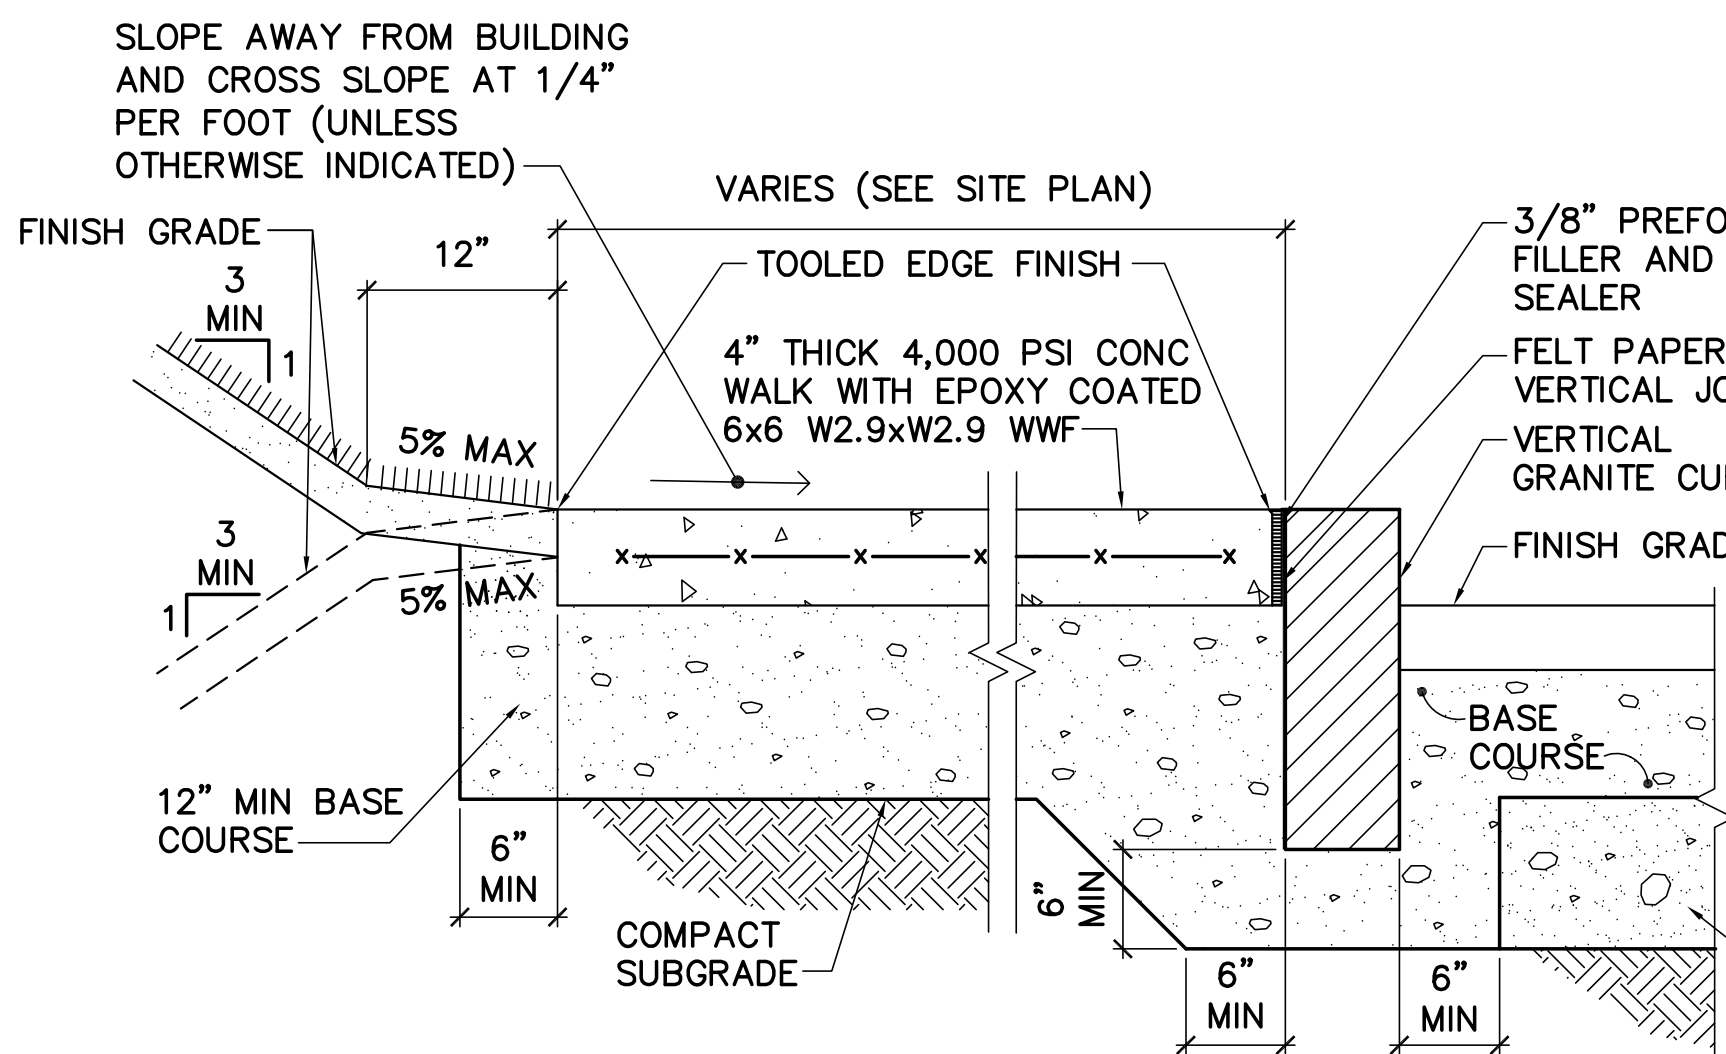 SLOPE AWAY FROM BUILDING
AND CROSS SLOPE AT 1/4”
PER FOOT (UNLESS
OTHERWISE INDICATED)
VARIES (SEE SITE PLAN)
FINISH GRADE
12”
3
MIN
1
TOOLED EDGE FINISH
3/8”
FILLER AND
SEALER
4” THICK 4,000 PSI CONC
WALK WITH EPOXY COATED
6x6 W2.9xW2.9 WWF
FELT PAPER
VERTICAL
5% MAX
VERTICAL
GRANITE
3
MIN
1
FINISH
5% MAX
x x x x x x
BASE
COURSE
12” MIN BASE
COURSE
6”
MIN
6”
MIN
COMPACT
SUBGRADE
6”
MIN
6”
MIN